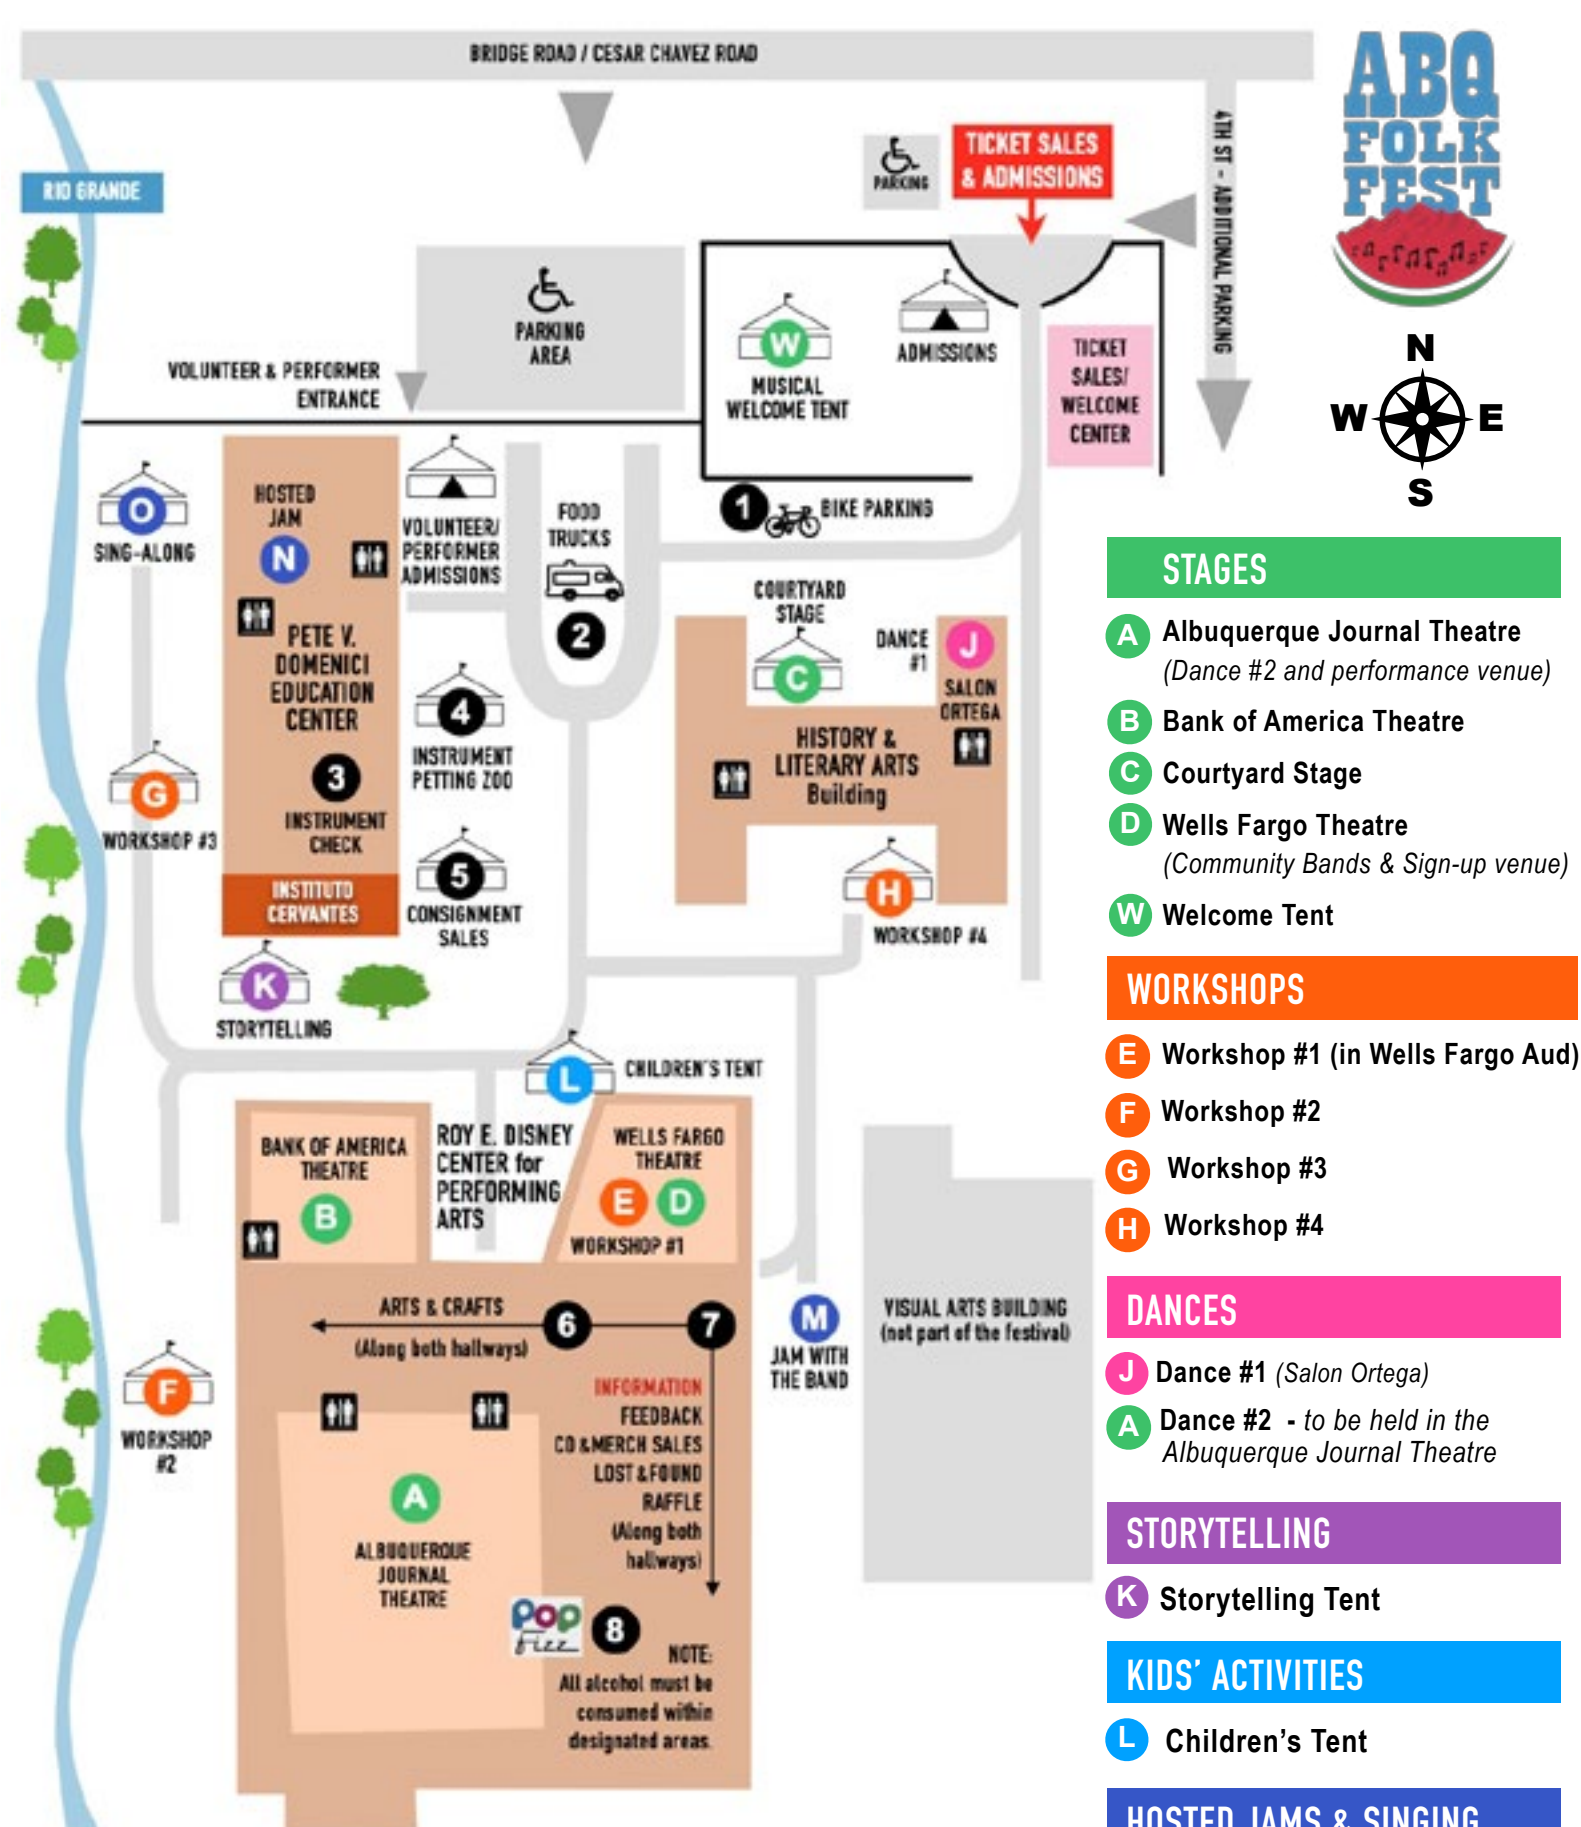 BRIDGE ROAD / CESAR CHAVEZ ROAD
ABQ
FOLK
FEST
4TH ST - ADDITIONAL PARKING
RIO GRANDE
PARKING
TICKET SALES
& ADMISSIONS
PARKING
AREA
VOLUNTEER & PERFORMER
ENTRANCE
W
MUSICAL
WELCOME TENT
ADMISSIONS
TICKET
SALES/
WELCOME
CENTER
N
W
E
S
O
SING-ALONG
HOSTED
JAM
N
VOLUNTEER/
PERFORMER
ADMISSIONS
FOOD
TRUCKS
2
1
BIKE PARKING
PETE V.
DOMENICI
EDUCATION
CENTER
3
INSTRUMENT
CHECK
INSTITUTO
CERVANTES
G
WORKSHOP #3
4
INSTRUMENT
PETTING ZOO
5
CONSIGNMENT
SALES
COURTYARD
STAGE
C
DANCE
#1
J
SALON
ORTEGA
HISTORY &
LITERARY ARTS
Building
H
WORKSHOP #4
K
STORYTELLING
L
CHILDREN'S TENT
BANK OF AMERICA
THEATRE
B
ROY E. DISNEY
CENTER for
PERFORMING
ARTS
WELLS FARGO
THEATRE
E D
WORKSHOP #1
ARTS & CRAFTS
(Along both hallways)
6
7
M
JAM WITH
THE BAND
VISUAL ARTS BUILDING
(not part of the festival)
F
WORKSHOP
#2
INFORMATION
FEEDBACK
CD & MERCH SALES
LOST & FOUND
RAFFLE
(Along both
hallways)
A
ALBUQUERQUE
JOURNAL
THEATRE
POP
Fizz
8
NOTE:
All alcohol must be
consumed within
designated areas.
STAGES
A Albuquerque Journal Theatre
(Dance #2 and performance venue)
B Bank of America Theatre
C Courtyard Stage
D Wells Fargo Theatre
(Community Bands & Sign-up venue)
W Welcome Tent
WORKSHOPS
E Workshop #1 (in Wells Fargo Aud)
F Workshop #2
G Workshop #3
H Workshop #4
DANCES
J Dance #1 (Salon Ortega)
A Dance #2 - to be held in the
Albuquerque Journal Theatre
STORYTELLING
K Storytelling Tent
KIDS' ACTIVITIES
L Children's Tent
HOSTED JAMS & SINGING